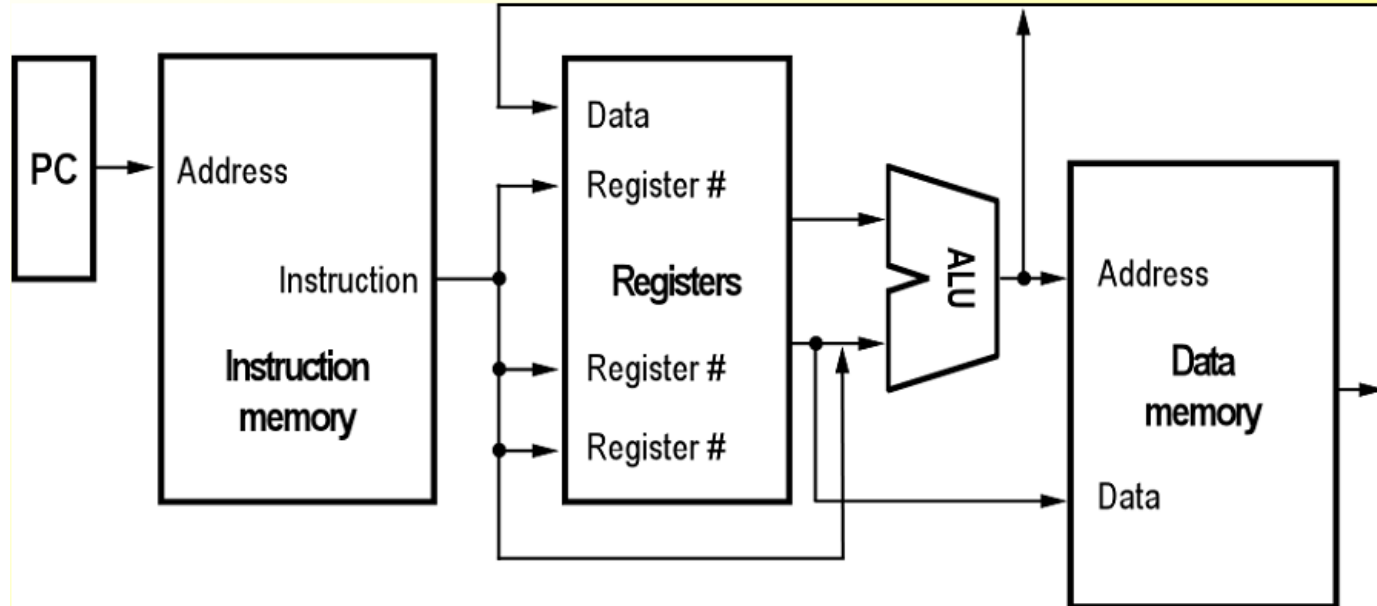 PC
Address
Instruction
Instruction
memory
Data
Register #
Registers
Register #
Register #
ALU
Address
Data
memory
Data